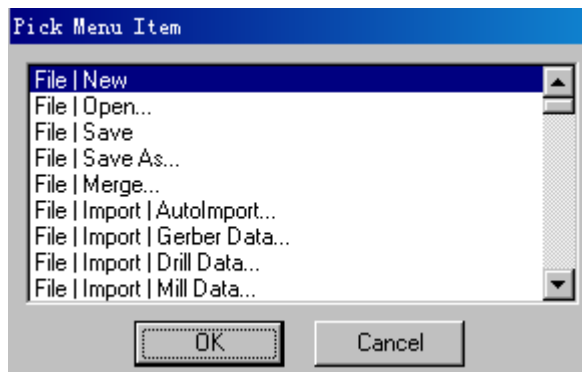 Pick Menu Item
File | New
File | Open...
File | Save
File | Save As...
File | Merge...
File | Import | AutoImport...
File | Import | Gerber Data...
File | Import | Drill Data...
File | Import | Mill Data...
OK Cancel